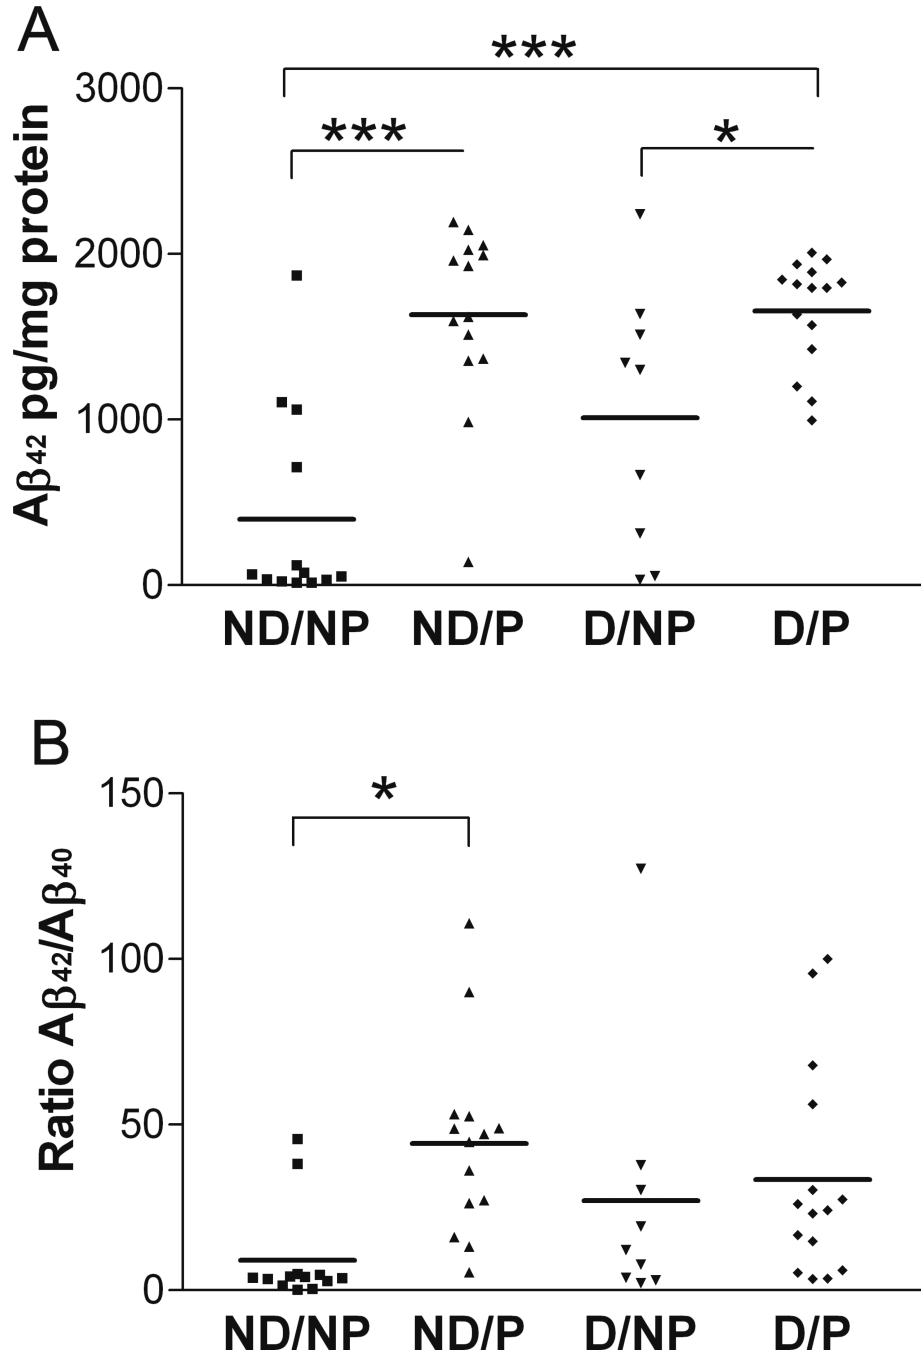 A
***
3000
***
*
2000
1000
0
Aβ42 pg/mg protein
ND/NP ND/P D/NP D/P
B
150
*
100
50
0
Ratio Aβ42/Aβ40
ND/NP ND/P D/NP D/P